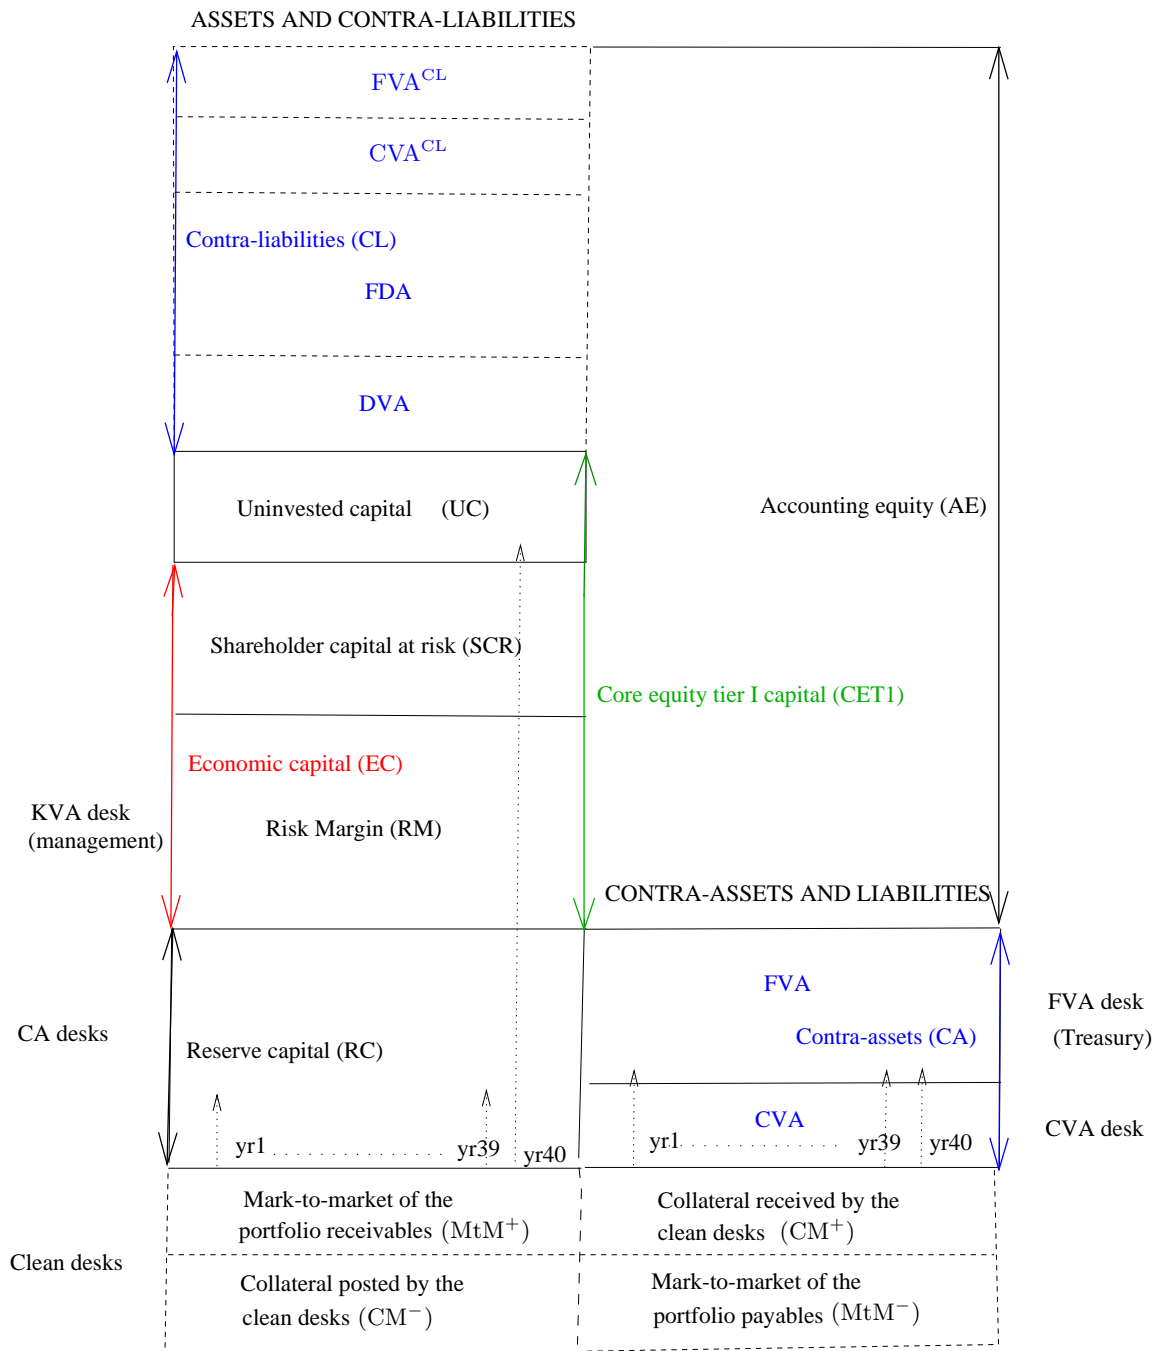 ASSETS AND CONTRA-LIABILITIES
FVA^CL
CVA^CL
Contra-liabilities (CL)
FDA
DVA
Uninvested capital (UC)
Accounting equity (AE)
Shareholder capital at risk (SCR)
Core equity tier I capital (CET1)
Economic capital (EC)
KVA desk
(management)
Risk Margin (RM)
CONTRA-ASSETS AND LIABILITIES
FVA
FVA desk
(Treasury)
CA desks
Contra-assets (CA)
Reserve capital (RC)
CVA
CVA desk
yr1 ................... yr39 yr40
yr1 ................... yr39 yr40
Mark-to-market of the
portfolio receivables (MtM⁺)
Collateral received by the
clean desks (CM⁺)
Clean desks
Collateral posted by the
clean desks (CM⁻)
Mark-to-market of the
portfolio payables (MtM⁻)